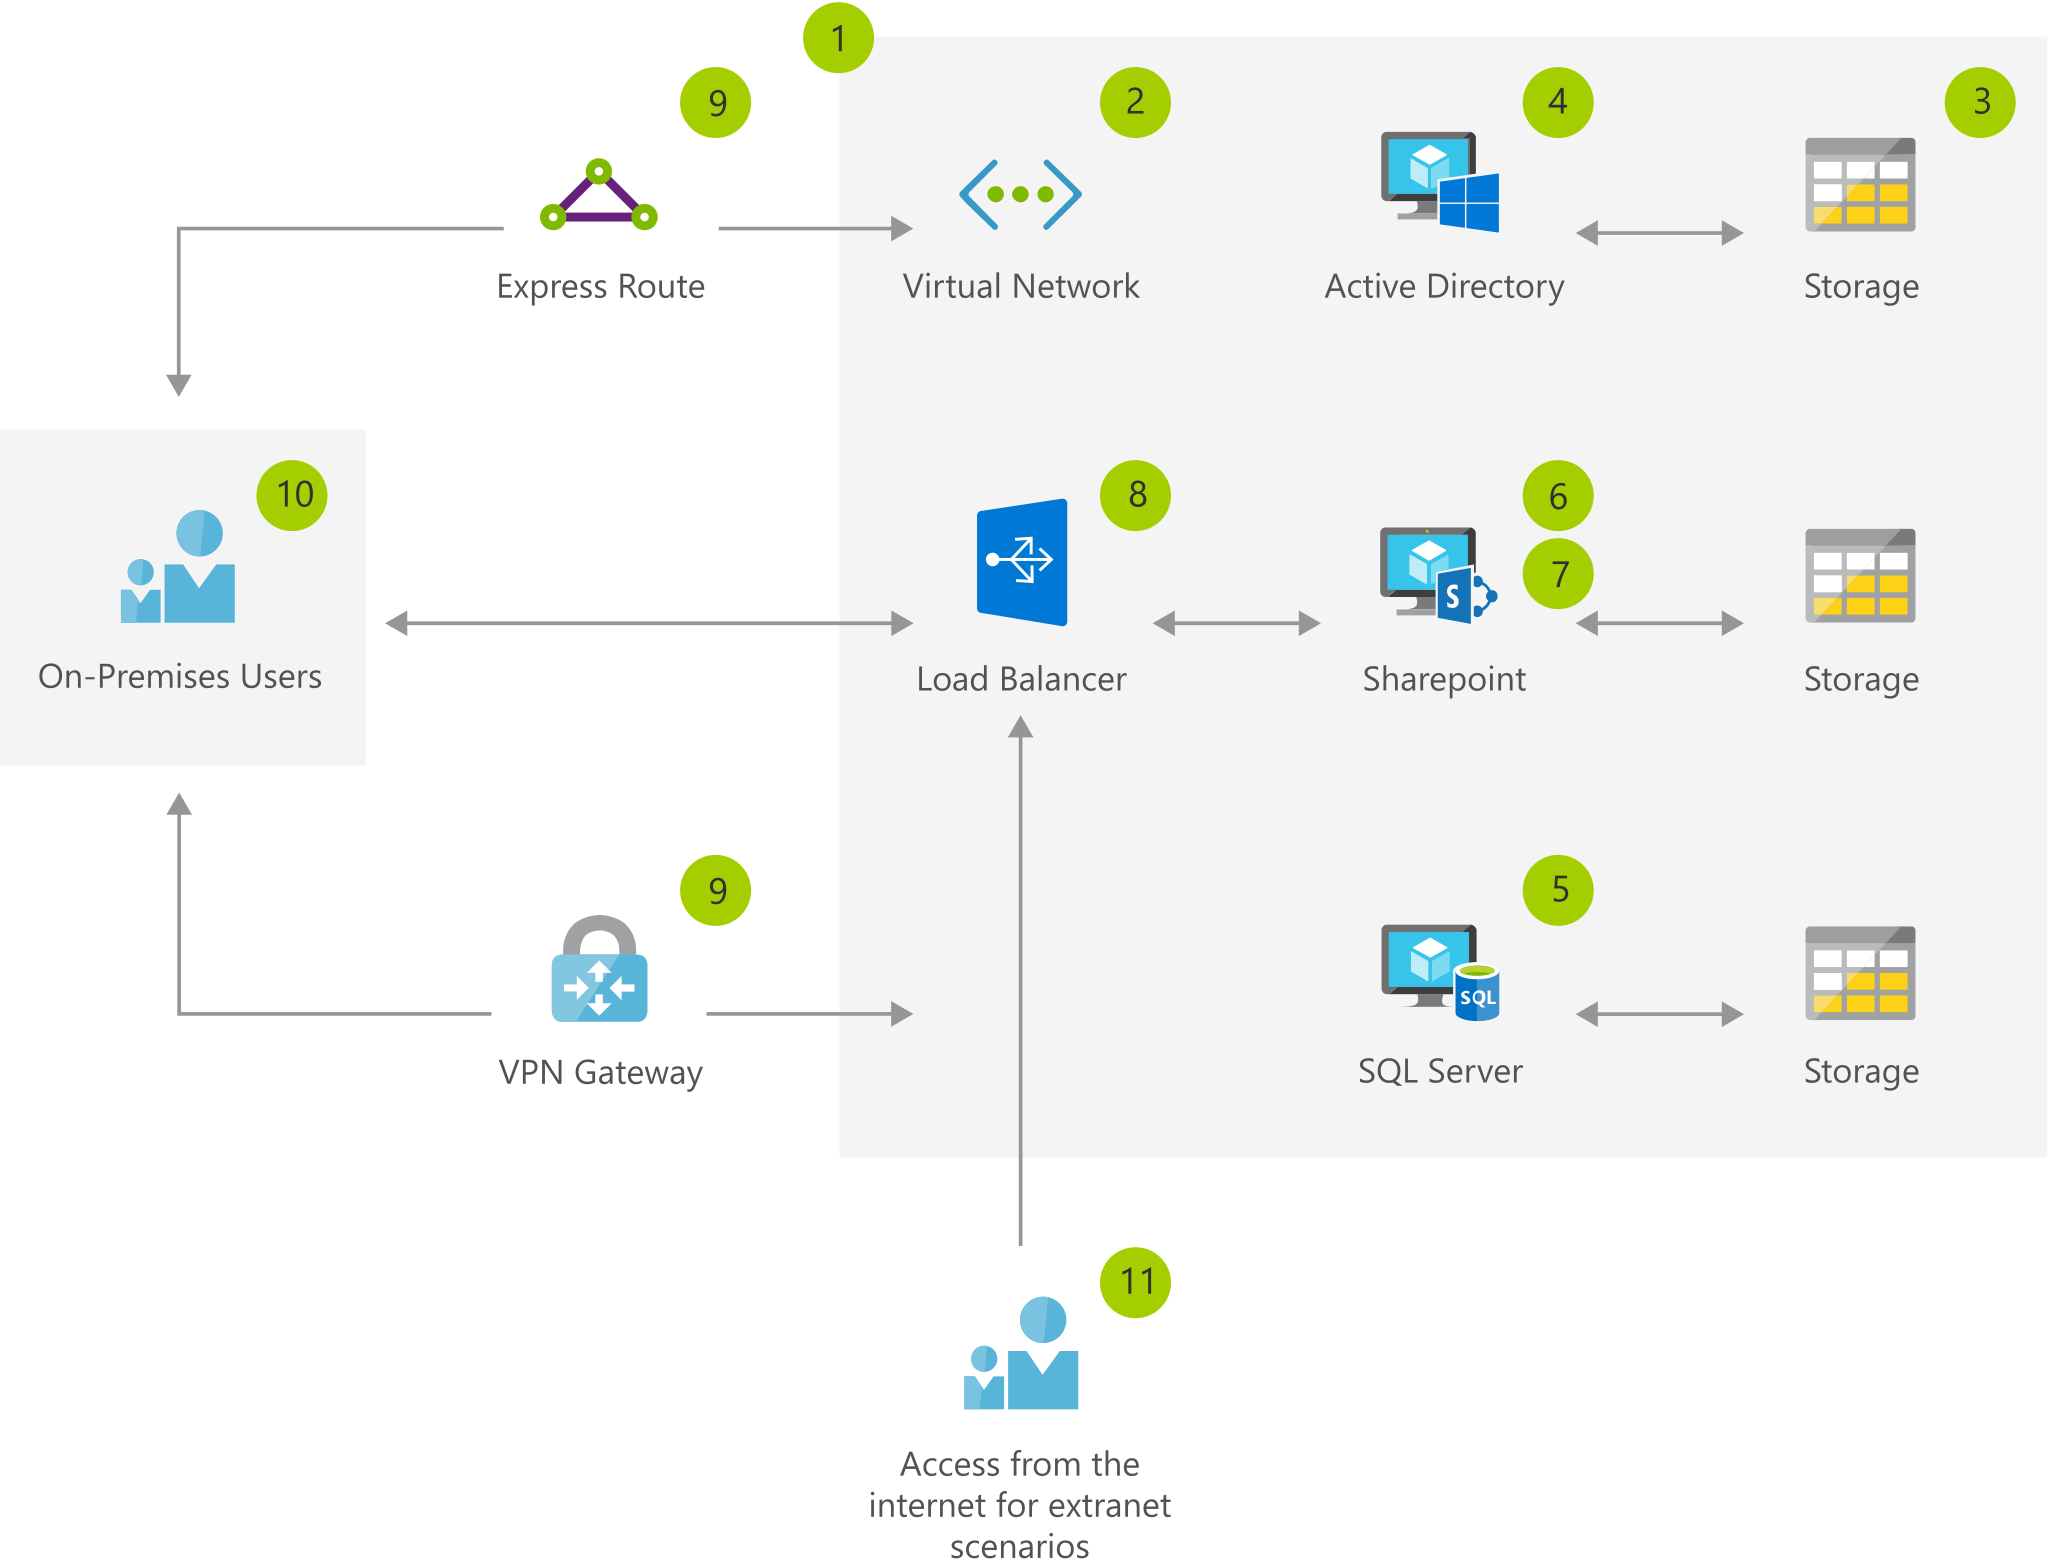 1
9
2
4
3
Express Route
Virtual Network
Active Directory
Storage
10
8
6
7
S
On-Premises Users
Load Balancer
Sharepoint
Storage
9
5
SQL
VPN Gateway
SQL Server
Storage
11
Access from the
internet for extranet
scenarios